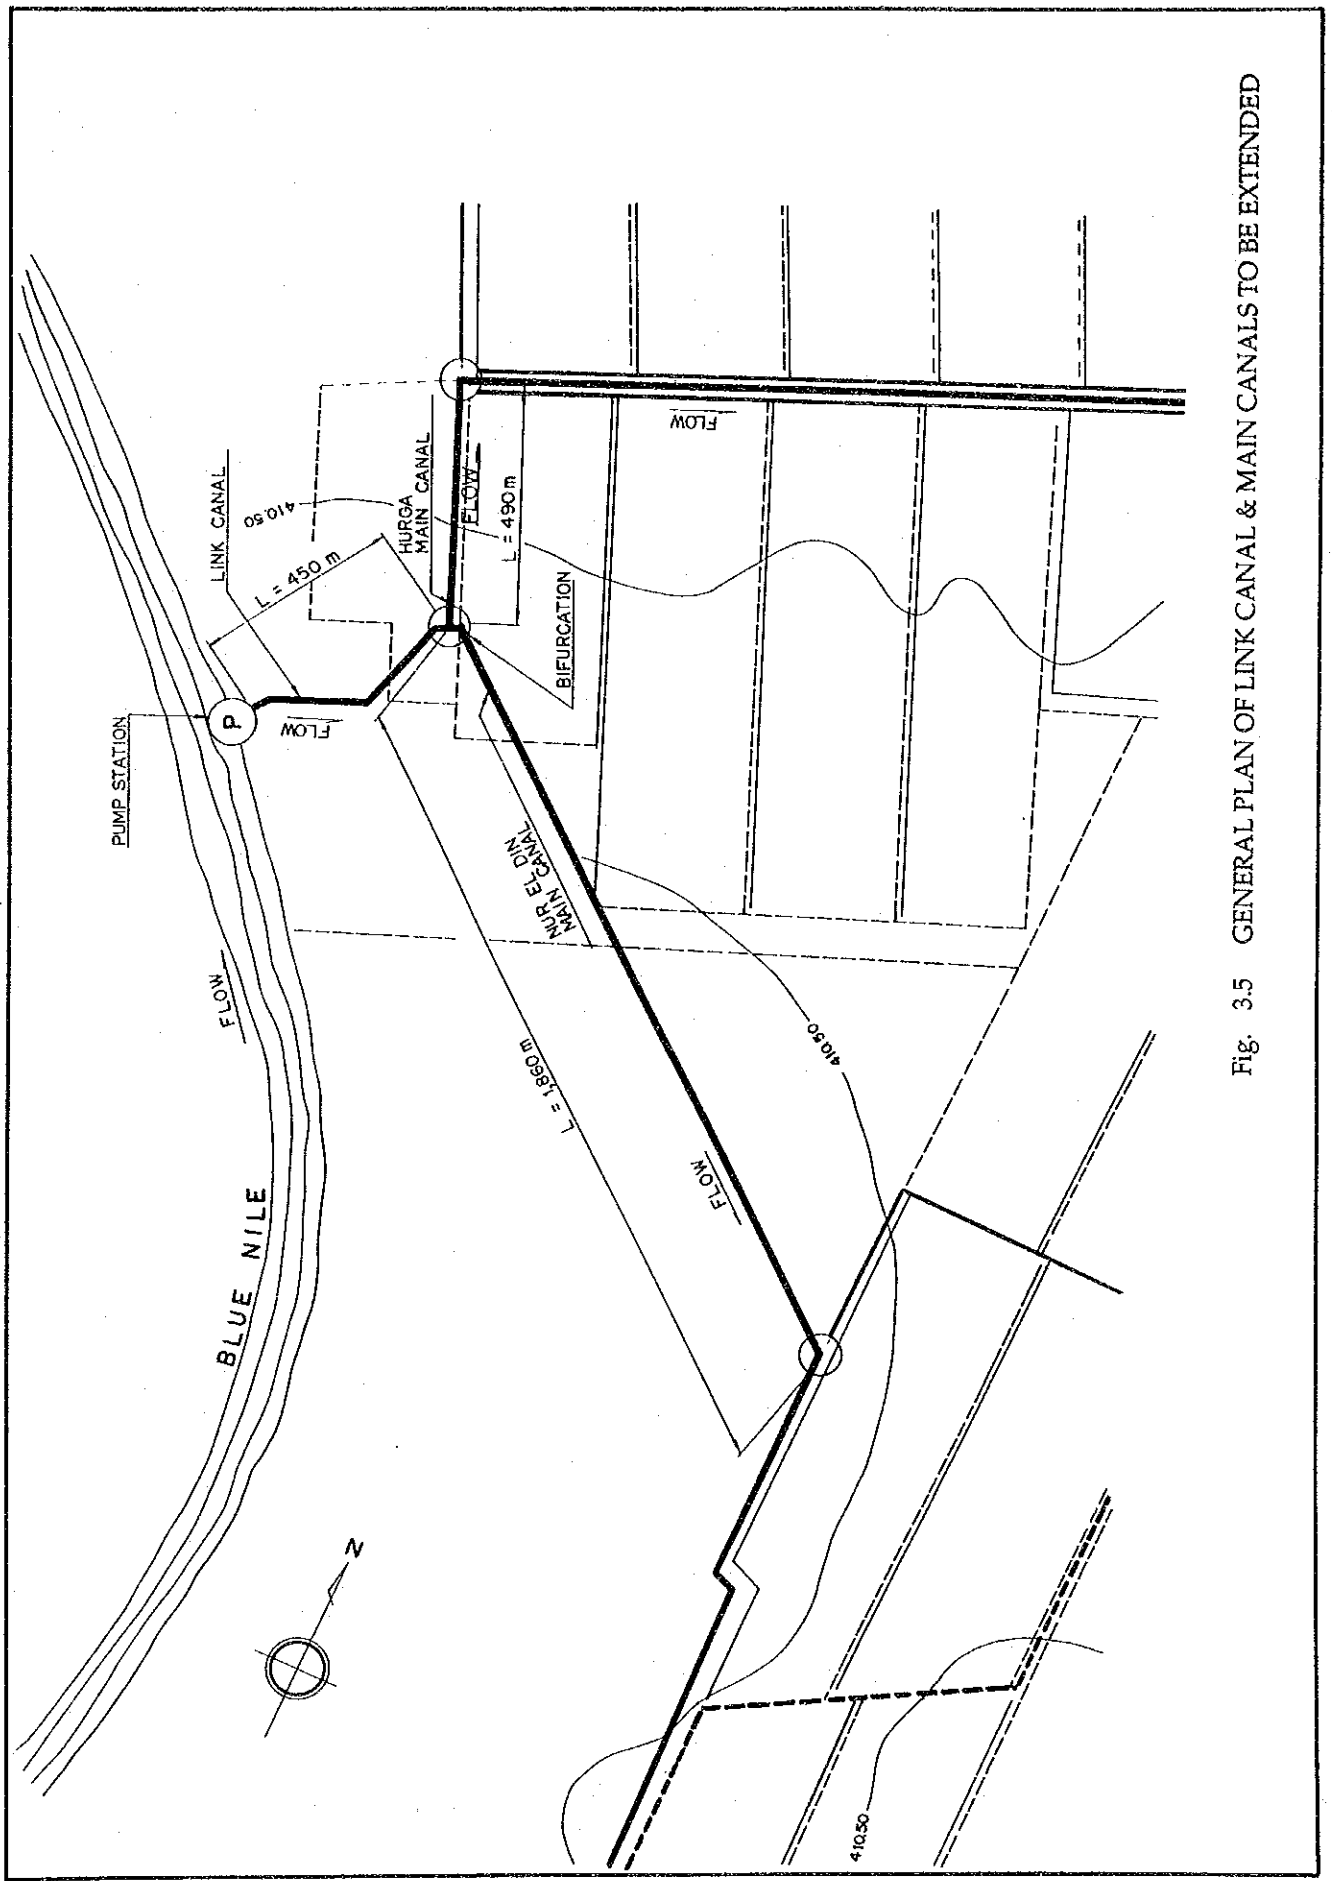 PUMP STATION
P
LINK CANAL
L = 450 m
410.50
FLOW
HURGA
MAIN CANAL
FLOW
L = 490 m
BIFURCATION
FLOW
NUR EL DIN
MAIN CANAL
L = 1,860 m
FLOW
410.50
FLOW
BLUE NILE
N
410.50
Fig. 3.5 GENERAL PLAN OF LINK CANAL & MAIN CANALS TO BE EXTENDED